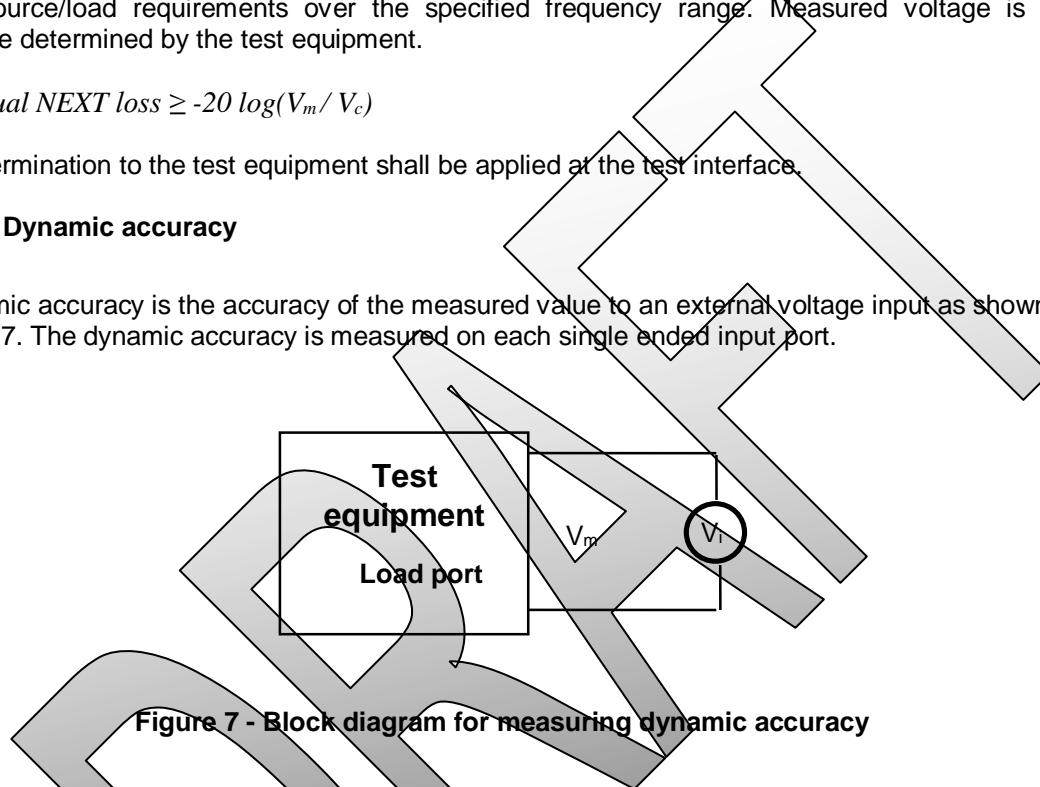 ource/load requirements over the specified frequency range. Measured voltage is
e determined by the test equipment.
ual NEXT loss ≥ -20 log(Vm / Vc)
ermination to the test equipment shall be applied at the test interface.
Dynamic accuracy
mic accuracy is the accuracy of the measured value to an external voltage input as shown
7. The dynamic accuracy is measured on each single ended input port.
Test
equipment
Load port
Vm
Vi
Figure 7 - Block diagram for measuring dynamic accuracy
DRAFT